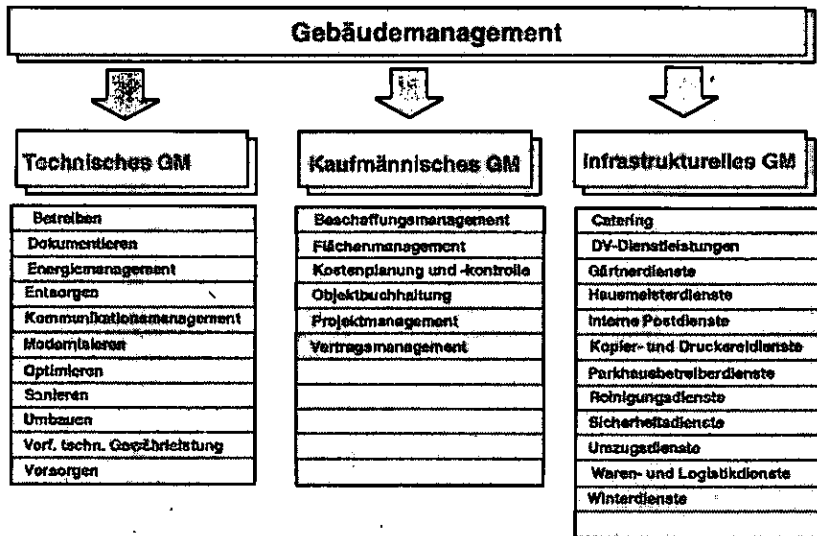 Gebäudemanagement
Technisches GM
Betreiben
Dokumentieren
Energiemanagement
Entsorgen
Kommunikationsmanagement
Modernisieren
Optimieren
Sanieren
Umbauen
Verf. techn. Gewährleistung
Versorgen
Kaufmännisches GM
Beschaffungsmanagement
Flächenmanagement
Kostenplanung und -kontrolle
Objektbuchhaltung
Projektmanagement
Vertragsmanagement
Infrastrukturelles GM
Catering
DV-Dienstleistungen
Gärtnerdienste
Hausmeisterdienste
Interne Postdienste
Kopier- und Druckereidienste
Parkhausbetreiberdienste
Reinigungsdienste
Sicherheitsdienste
Umzugsdienste
Waren- und Logistikdienste
Winterdienste